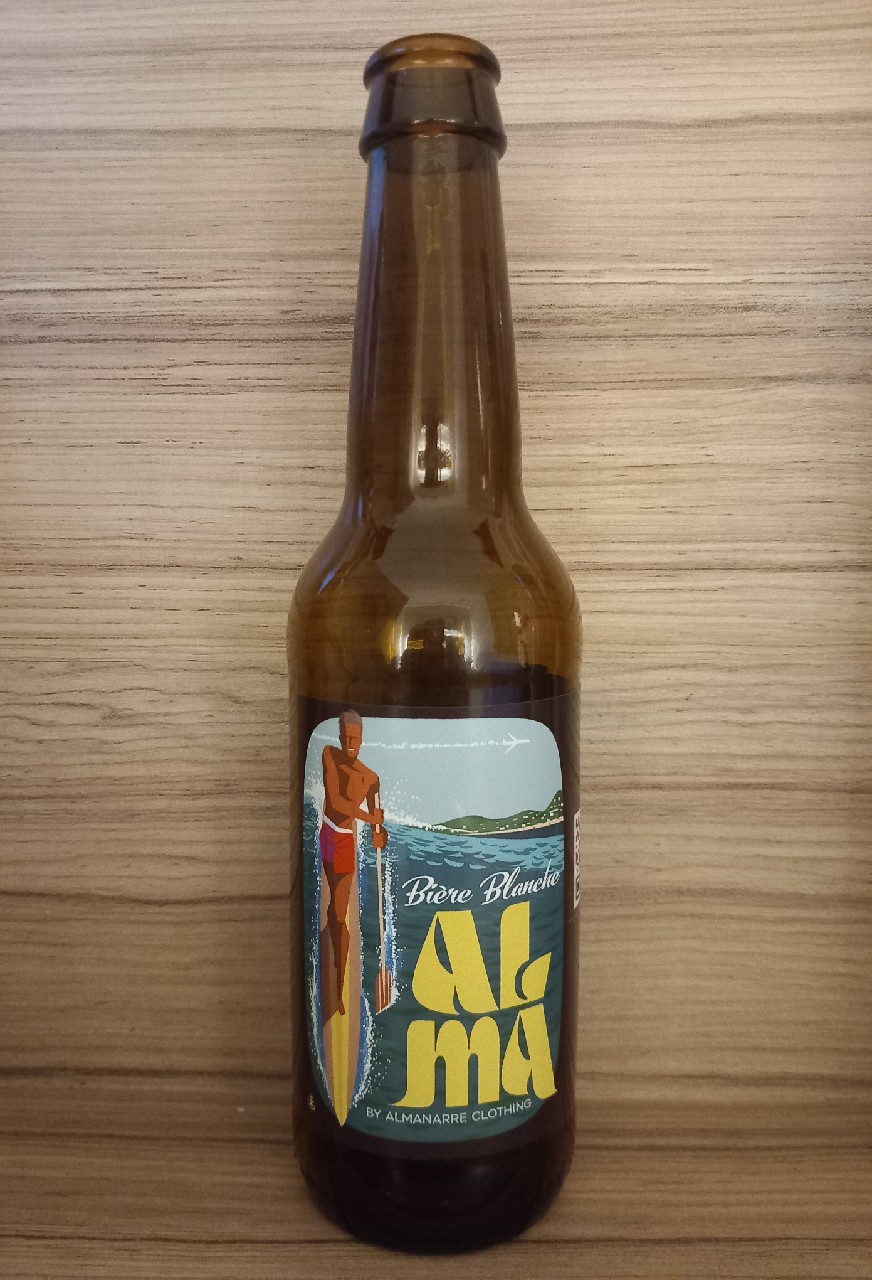 Bière Blanche
AL
MA
BY ALMANARRE CLOTHING